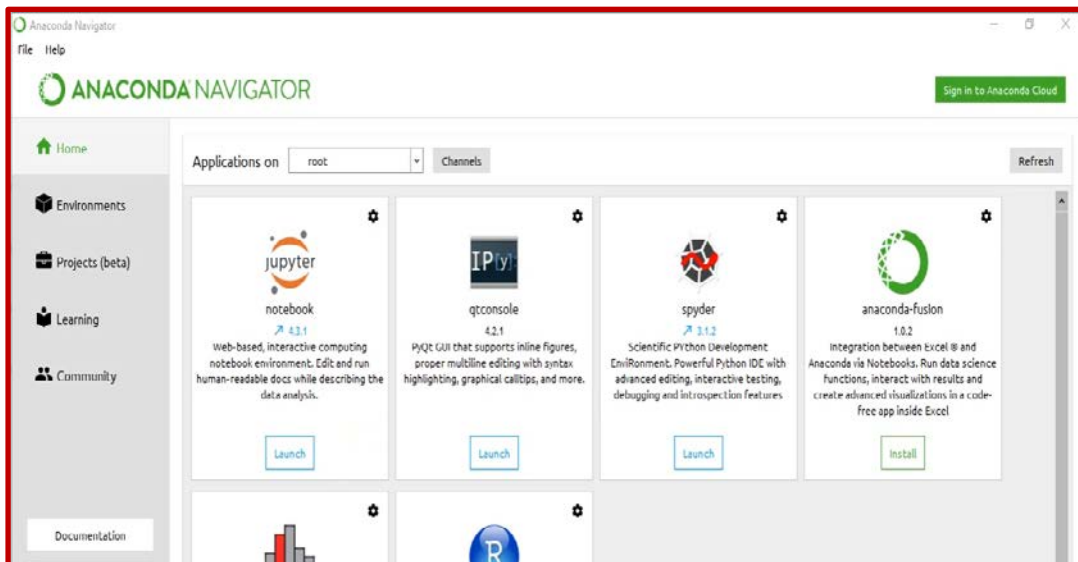 Anaconda Navigator
File Help
ANACONDA NAVIGATOR
Sign in to Anaconda Cloud
Home
Environments
Projects (beta)
Learning
Community
Documentation
Applications on root Channels Refresh
jupyter
notebook
4.3.1
Web-based, interactive computing
notebook environment. Edit and run
human-readable docs while describing the
data analysis.
Launch
IP[y]:
qtconsole
4.2.1
PyQt GUI that supports inline figures,
proper multiline editing with syntax
highlighting, graphical calltips, and more.
Launch
spyder
3.1.2
Scientific PYthon Development
EnviRonment. Powerful Python IDE with
advanced editing, interactive testing,
debugging and introspection features
Launch
anaconda-fusion
1.0.2
Integration between Excel ® and
Anaconda via Notebooks. Run data science
functions, interact with results and
create advanced visualizations in a code-
free app inside Excel
Install
R